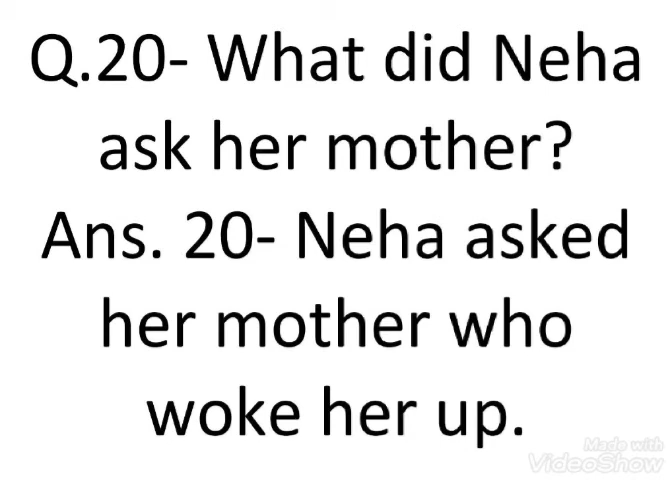 Q.20- What did Neha
ask her mother?
Ans. 20- Neha asked
her mother who
woke her up.
Made with
VideoShow